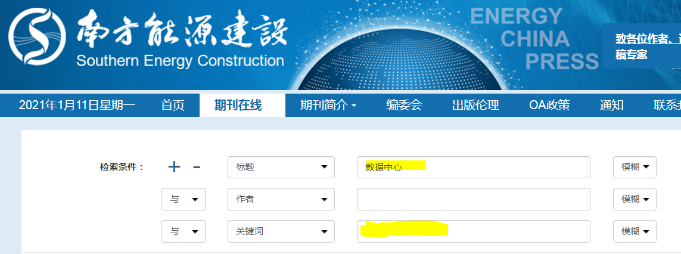 南方能源建設
Southern Energy Construction
ENERGY
CHINA
PRESS
致各位作者、
稿专家
2021年1月11日星期一 首页 期刊在线 期刊简介 编委会 出版伦理 OA政策 通知 联系
检索条件： + - 标题 数据中心 模糊
与 作者 模糊
与 关键词 模糊